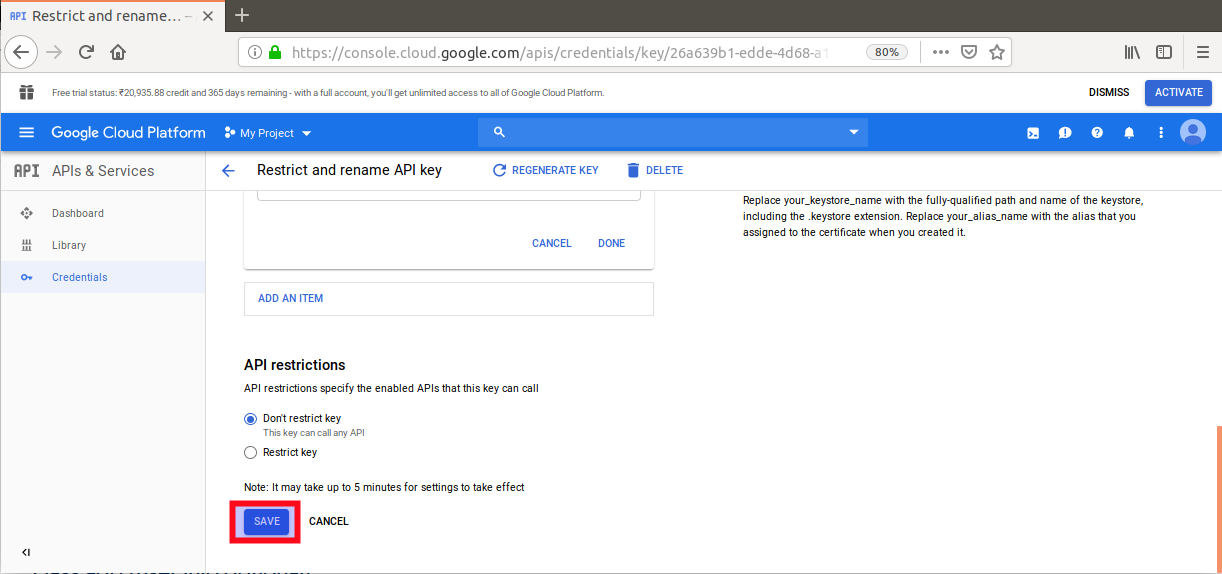 API Restrict and rename… –
https://console.cloud.google.com/apis/credentials/key/26a639b1-edde-4d68-a1
80%
Free trial status: ₹20,935.88 credit and 365 days remaining - with a full account, you'll get unlimited access to all of Google Cloud Platform.
DISMISS
ACTIVATE
Google Cloud Platform
My Project
API APIs & Services
Restrict and rename API key
REGENERATE KEY
DELETE
Dashboard
Library
Credentials
Replace your_keystore_name with the fully-qualified path and name of the keystore,
including the .keystore extension. Replace your_alias_name with the alias that you
assigned to the certificate when you created it.
CANCEL
DONE
ADD AN ITEM
API restrictions
API restrictions specify the enabled APIs that this key can call
Don't restrict key
This key can call any API
Restrict key
Note: It may take up to 5 minutes for settings to take effect
SAVE
CANCEL